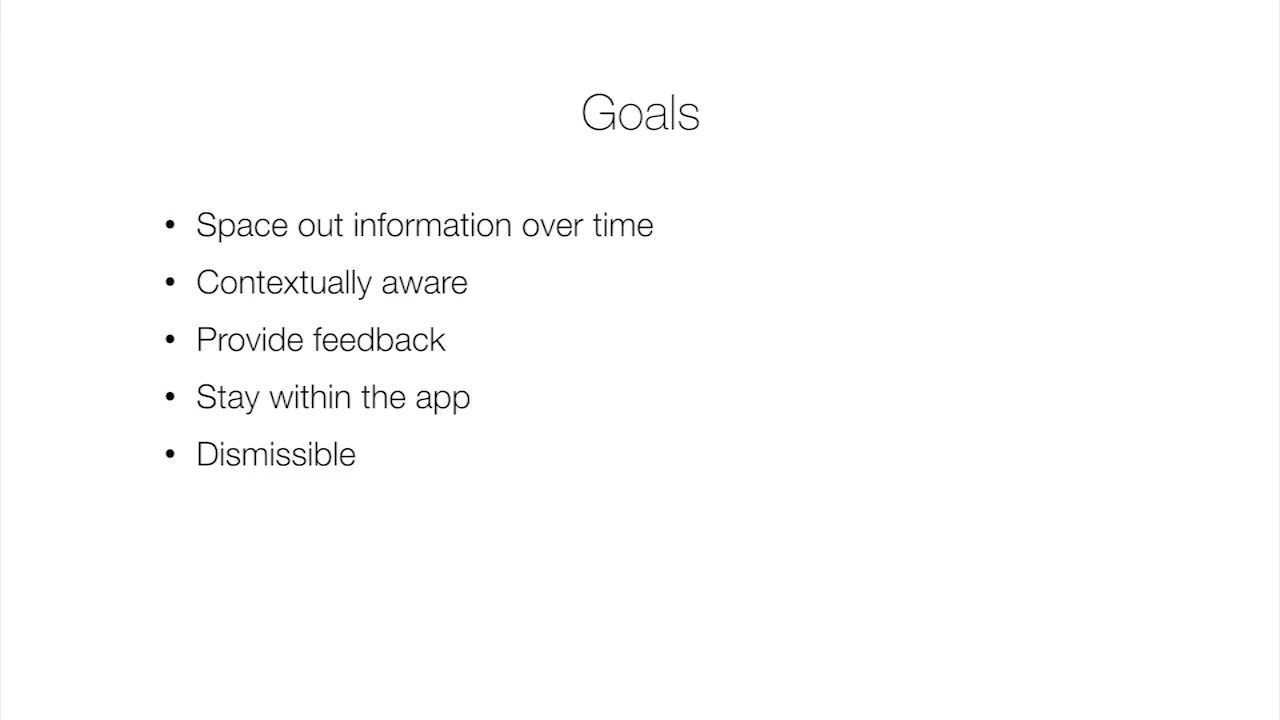 Goals
• Space out information over time
• Contextually aware
• Provide feedback
• Stay within the app
• Dismissible